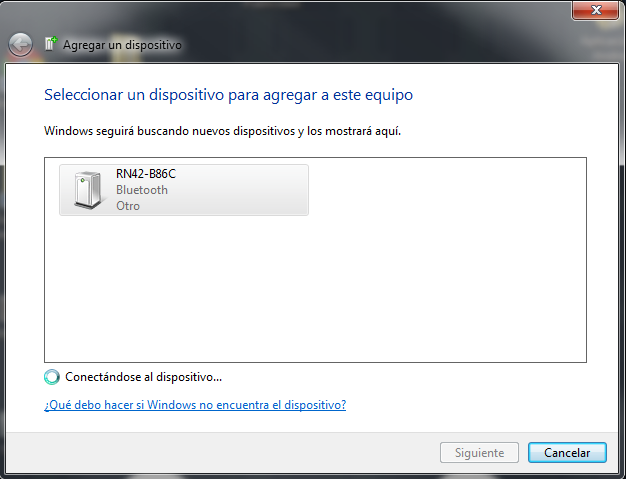 Agregar un dispositivo
Seleccionar un dispositivo para agregar a este equipo
Windows seguirá buscando nuevos dispositivos y los mostrará aquí.
RN42-B86C
Bluetooth
Otro
Conectándose al dispositivo...
¿Qué debo hacer si Windows no encuentra el dispositivo?
Siguiente
Cancelar